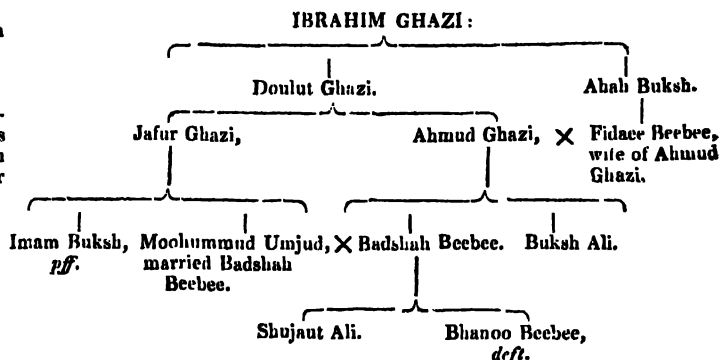 IBRAHIM GHAZI:
Doulut Ghazi. Ahah Buksh.
Jafur Ghazi, Ahmud Ghazi, × Fidaee Beebee,
wife of Ahmud
Ghazi.
Imam Buksh, Moohummud Umjud, × Badshah Beebee. Buksh Ali.
pff. married Badshah
Beebee.
Shujaut Ali. Bhanoo Beebee,
deft.